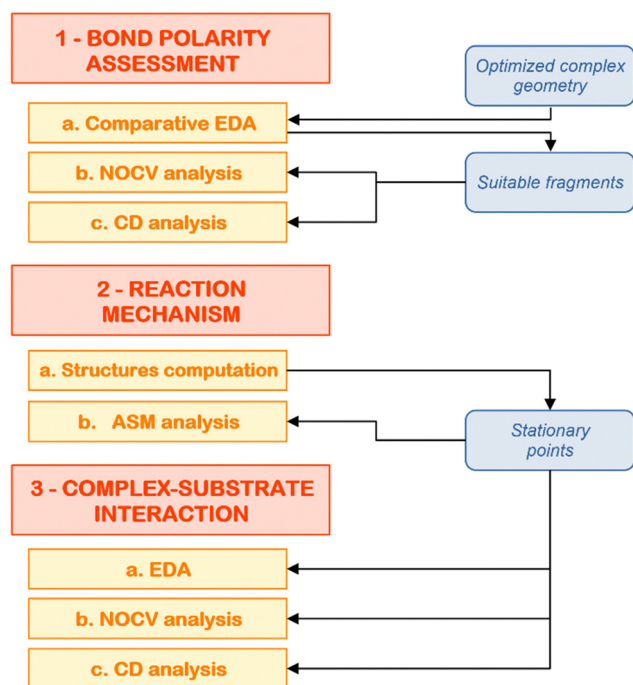 1 - BOND POLARITY
ASSESSMENT
Optimized complex
geometry
a. Comparative EDA
b. NOCV analysis
Suitable fragments
c. CD analysis
2 - REACTION
MECHANISM
a. Structures computation
b. ASM analysis
Stationary
points
3 - COMPLEX-SUBSTRATE
INTERACTION
a. EDA
b. NOCV analysis
c. CD analysis